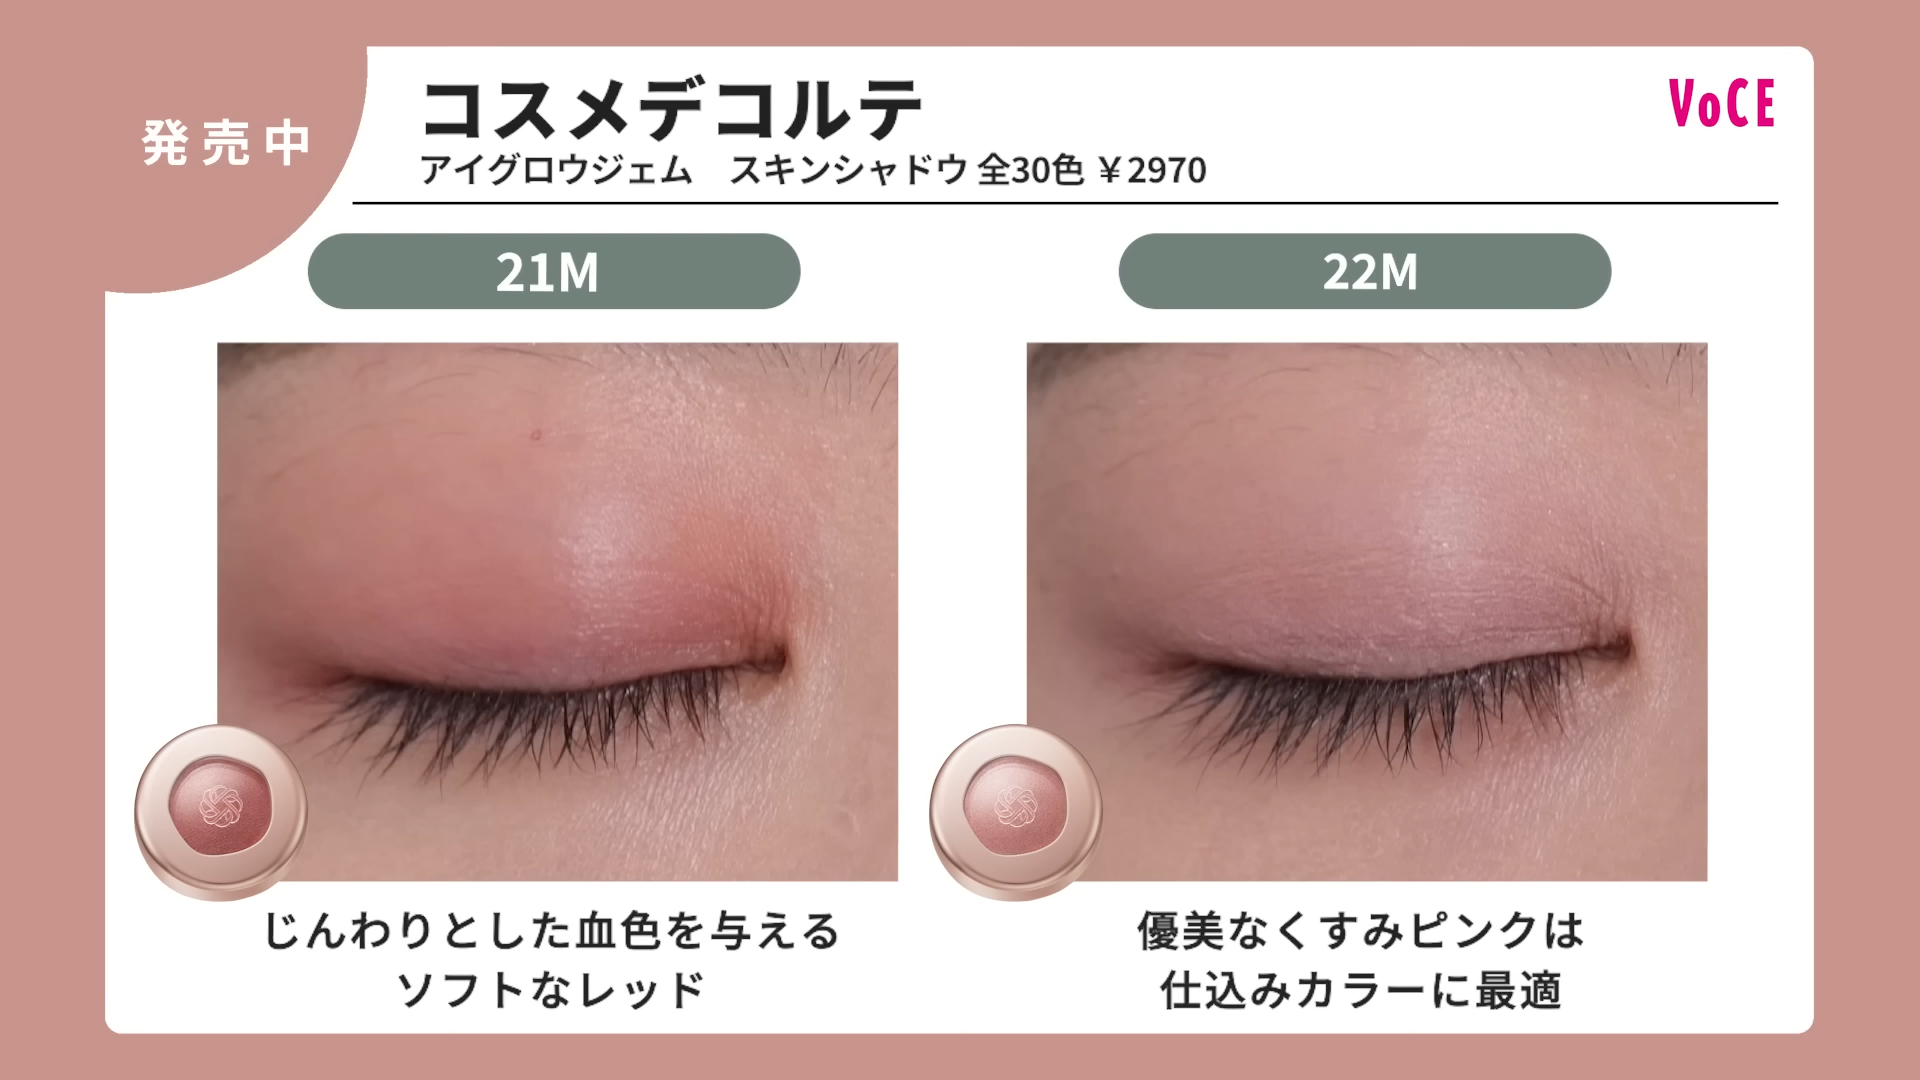 発売中
コスメデコルテ
VoCE
アイグロウジェム　スキンシャドウ 全30色 ￥2970
21M
22M
じんわりとした血色を与える
ソフトなレッド
優美なくすみピンクは
仕込みカラーに最適